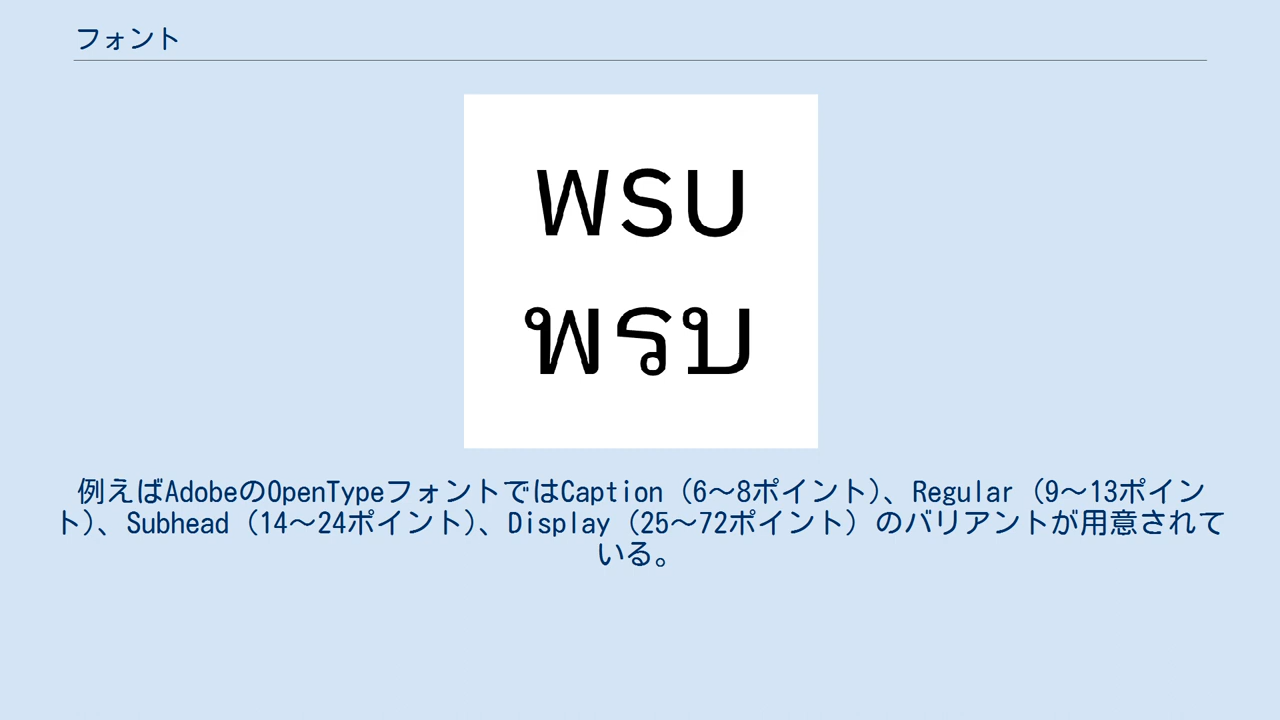 フォント
พรบ
พรบ
例えばAdobeのOpenTypeフォントではCaption（6～8ポイント）、Regular（9～13ポイン
ト）、Subhead（14～24ポイント）、Display（25～72ポイント）のバリアントが用意されて
いる。